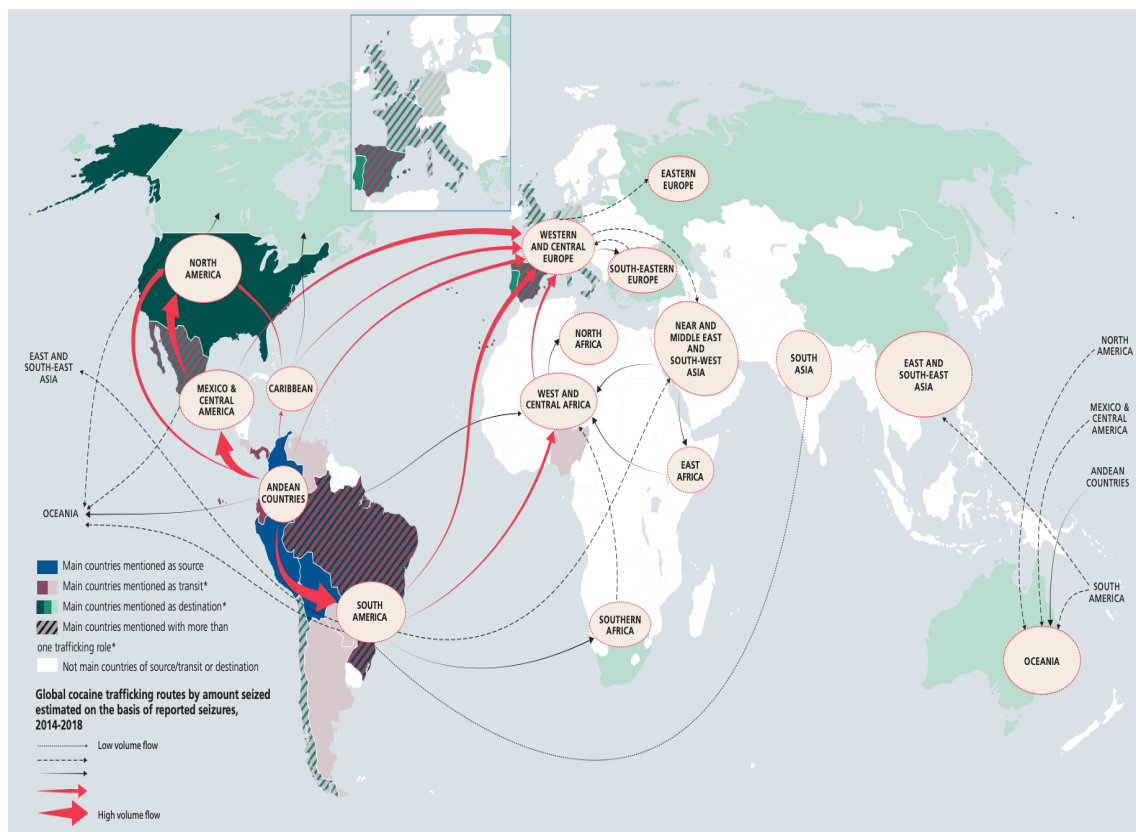 EASTERN
EUROPE
WESTERN
AND CENTRAL
EUROPE
NORTH
AMERICA
SOUTH-EASTERN
EUROPE
NORTH
AFRICA
NEAR AND
MIDDLE EAST
AND
SOUTH-WEST
ASIA
SOUTH
ASIA
EAST AND
SOUTH-EAST
ASIA
NORTH
AMERICA
EAST AND
SOUTH-EAST
ASIA
MEXICO &
CENTRAL
AMERICA
CARIBBEAN
WEST AND
CENTRAL AFRICA
MEXICO &
CENTRAL
AMERICA
EAST
AFRICA
ANDEAN
COUNTRIES
ANDEAN
COUNTRIES
OCEANIA
SOUTH
AMERICA
SOUTH
AMERICA
SOUTHERN
AFRICA
OCEANIA
Main countries mentioned as source
Main countries mentioned as transit*
Main countries mentioned as destination*
Main countries mentioned with more than
one trafficking role*
Not main countries of source/transit or destination
Global cocaine trafficking routes by amount seized
estimated on the basis of reported seizures,
2014-2018
Low volume flow
High volume flow